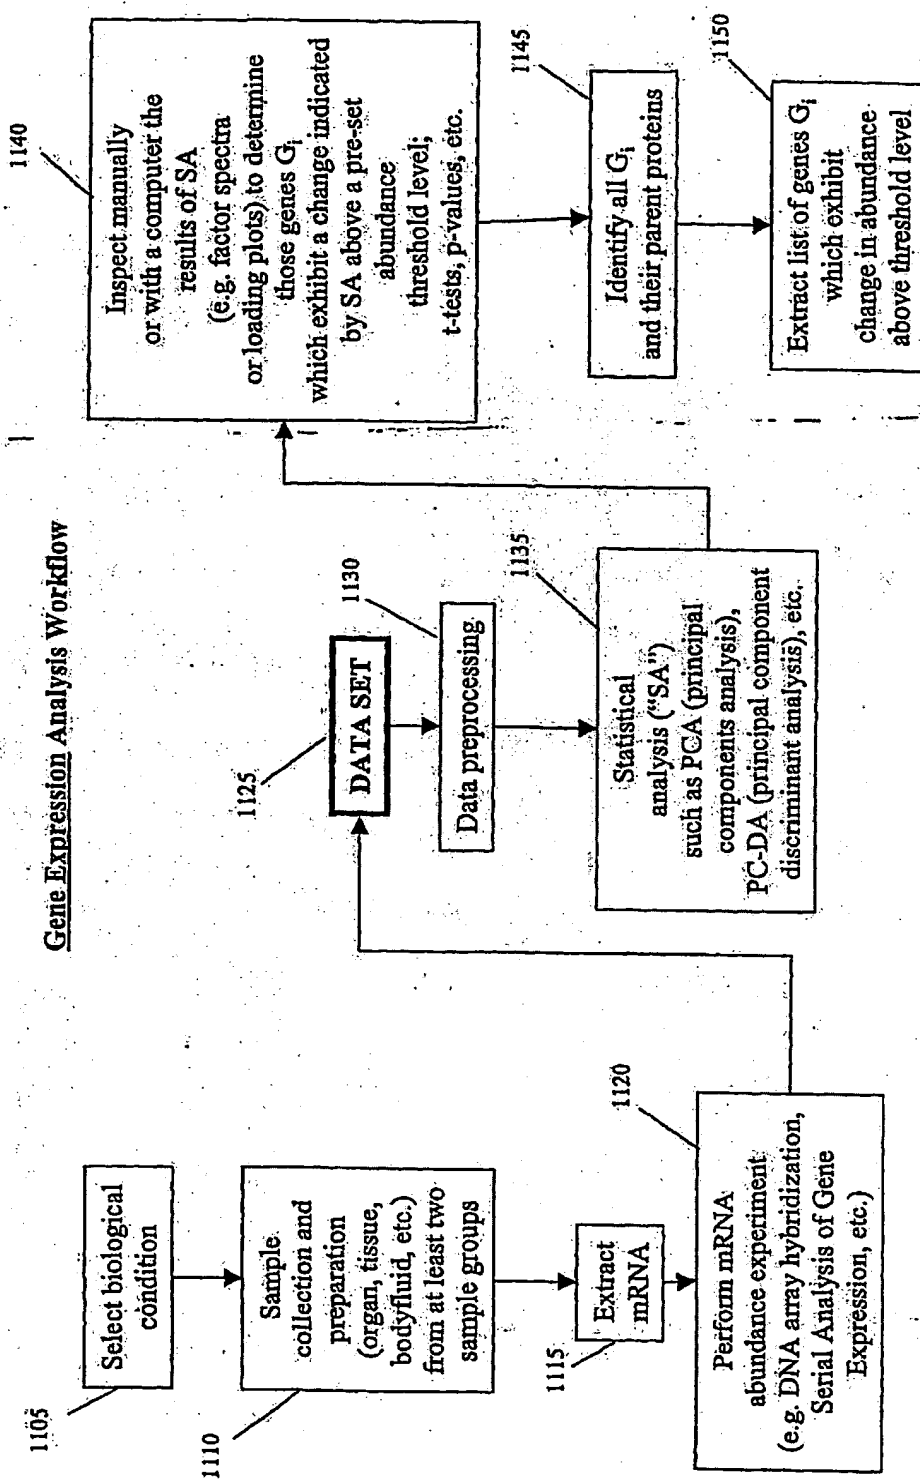 Gene Expression Analysis Workflow
1105
Select biological
condition
1110
Sample
collection and
preparation
(organ, tissue,
bodyfluid, etc.)
from at least two
sample groups
1115
Extract
mRNA
1120
Perform mRNA
abundance experiment
(e.g. DNA array hybridization,
Serial Analysis of Gene
Expression, etc.)
1125
DATA SET
1130
Data preprocessing
1135
Statistical
analysis ("SA")
such as PCA (principal
components analysis),
PC-DA (principal component
discriminant analysis), etc.
1140
Inspect manually
or with a computer the
results of SA
(e.g. factor spectra
or loading plots) to determine
those genes Gi
which exhibit a change indicated
by SA above a pre-set
abundance
threshold level;
t-tests, p-values, etc.
1145
Identify all Gi
and their parent proteins
1150
Extract list of genes Gi
which exhibit
change in abundance
above threshold level